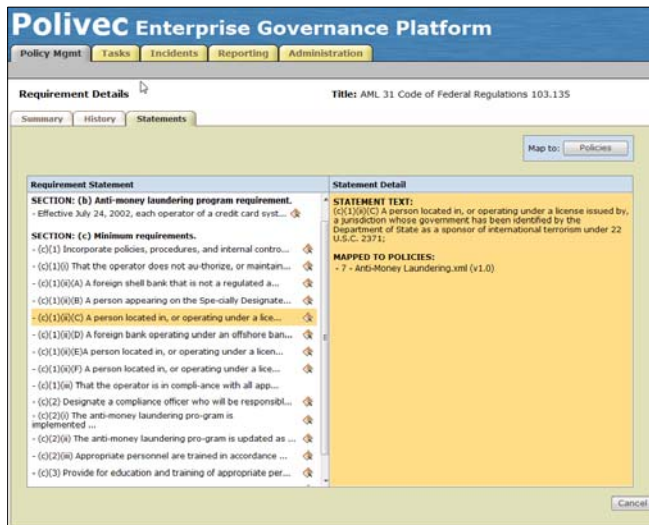 Polivec Enterprise Governance Platform
Policy Mgmt Tasks Incidents Reporting Administration
Requirement Details
Title: AML 31 Code of Federal Regulations 103.135
Summary History Statements
Map to: Policies
Requirement Statement
SECTION: (b) Anti-money laundering program requirement.
- Effective July 24, 2002, each operator of a credit card syst...
SECTION: (c) Minimum requirements.
- (c)(1) Incorporate policies, procedures, and internal contro...
- (c)(1)(i) That the operator does not au-thorize, or maintain...
- (c)(1)(ii)(A) A foreign shell bank that is not a regulated a...
- (c)(1)(ii)(B) A person appearing on the Spe-cially Designate...
- (c)(1)(ii)(C) A person located in, or operating under a lice...
- (c)(1)(ii)(D) A foreign bank operating under an offshore ban...
- (c)(1)(ii)(E)A person located in, or operating under a licen...
- (c)(1)(ii)(F) A person located in, or operating under a lice...
- (c)(1)(iii) That the operator is in compli-ance with all app...
- (c)(2) Designate a compliance officer who will be responsibl...
- (c)(2)(i) The anti-money laundering pro-gram is
implemented ...
- (c)(2)(ii) The anti-money laundering pro-gram is updated as ...
- (c)(2)(iii) Appropriate personnel are trained in accordance ...
- (c)(3) Provide for education and training of appropriate per...
Statement Detail
STATEMENT TEXT:
(c)(1)(ii)(C) A person located in, or operating under a license issued by,
a jurisdiction whose government has been identified by the
Department of State as a sponsor of international terrorism under 22
U.S.C. 2371;
MAPPED TO POLICIES:
- 7 - Anti-Money Laundering.xml (v1.0)
Cancel